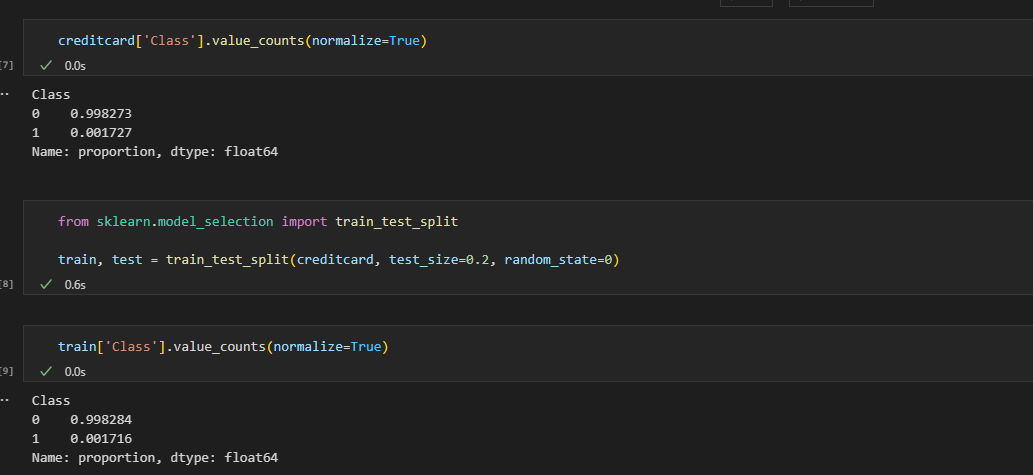 creditcard['Class'].value_counts(normalize=True)
[7] 0.0s
Class
0    0.998273
1    0.001727
Name: proportion, dtype: float64
from sklearn.model_selection import train_test_split
train, test = train_test_split(creditcard, test_size=0.2, random_state=0)
[8] 0.6s
train['Class'].value_counts(normalize=True)
[9] 0.0s
Class
0    0.998284
1    0.001716
Name: proportion, dtype: float64